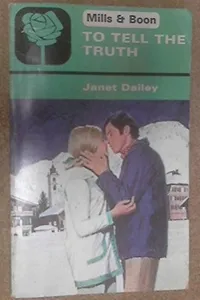 Mills & Boon
TO TELL THE
TRUTH
Janet Dailey